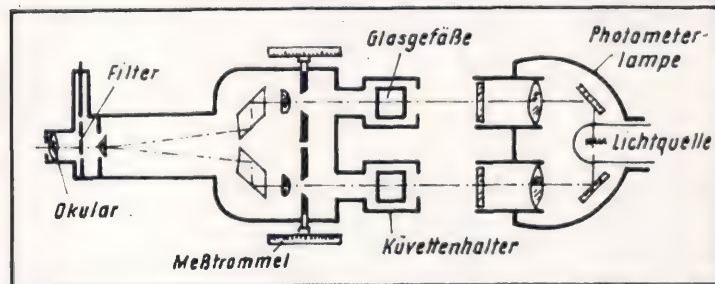 Filter
Glasgefäße
Photometer-
lampe
Lichtquelle
Okular
Meßtrommel
Küvettenhalter